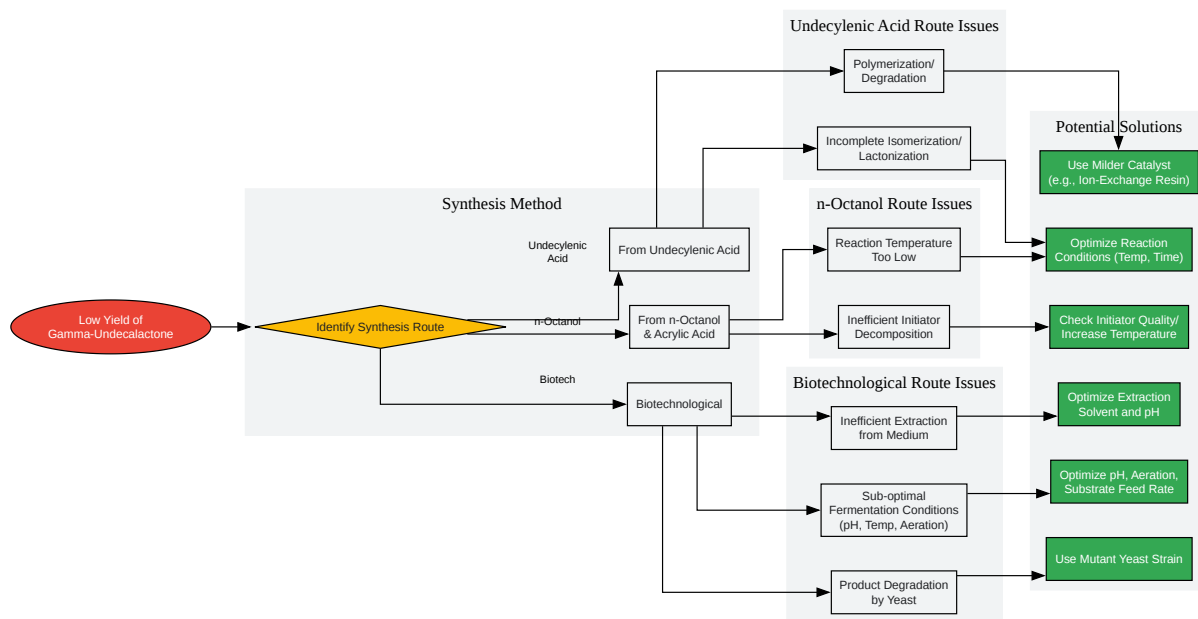 Undecylenic Acid Route Issues
Polymerization/
Degradation
Incomplete Isomerization/
Lactonization
Potential Solutions
Use Milder Catalyst
(e.g., Ion-Exchange Resin)
Synthesis Method
n-Octanol Route Issues
Undecylenic
Acid
From Undecylenic Acid
Reaction Temperature
Too Low
Optimize Reaction
Conditions (Temp, Time)
Low Yield of
Gamma-Undecalactone
Identify Synthesis Route
n-Octanol
From n-Octanol
& Acrylic Acid
Inefficient Initiator
Decomposition
Check Initiator Quality/
Increase Temperature
Biotech
Biotechnological
Biotechnological Route Issues
Inefficient Extraction
from Medium
Optimize Extraction
Solvent and pH
Sub-optimal
Fermentation Conditions
(pH, Temp, Aeration)
Optimize pH, Aeration,
Substrate Feed Rate
Product Degradation
by Yeast
Use Mutant Yeast Strain